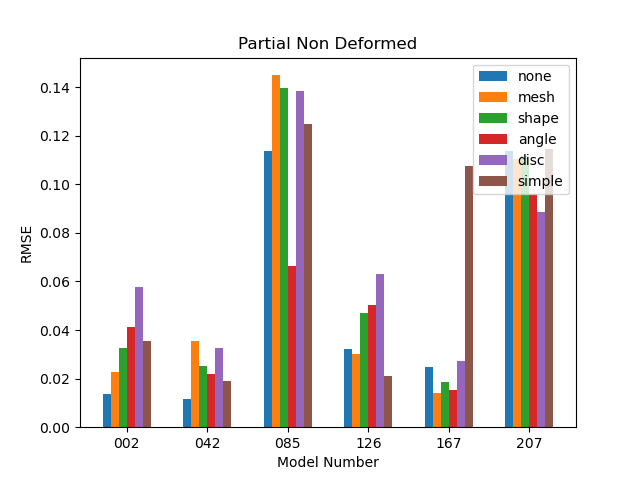 Partial Non Deformed
RMSE
0.14
0.12
0.10
0.08
0.06
0.04
0.02
0.00
none
mesh
shape
angle
disc
simple
002 042 085 126 167 207
Model Number